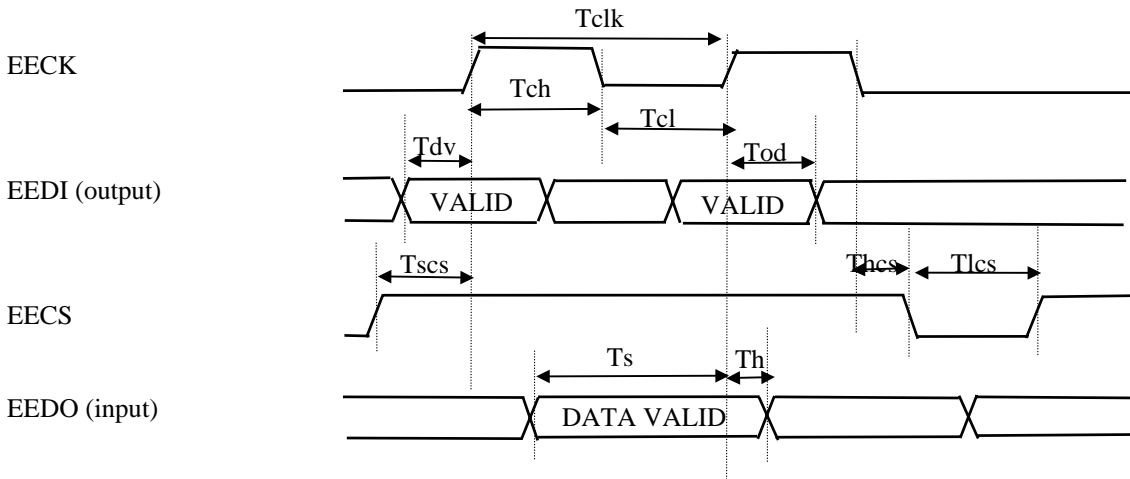 Tclk
EECK
Tch
Tcl
Tdv
Tod
EEDI (output)
VALID
VALID
Tscs
Thcs
Tlcs
EECS
Ts
Th
EEDO (input)
DATA VALID